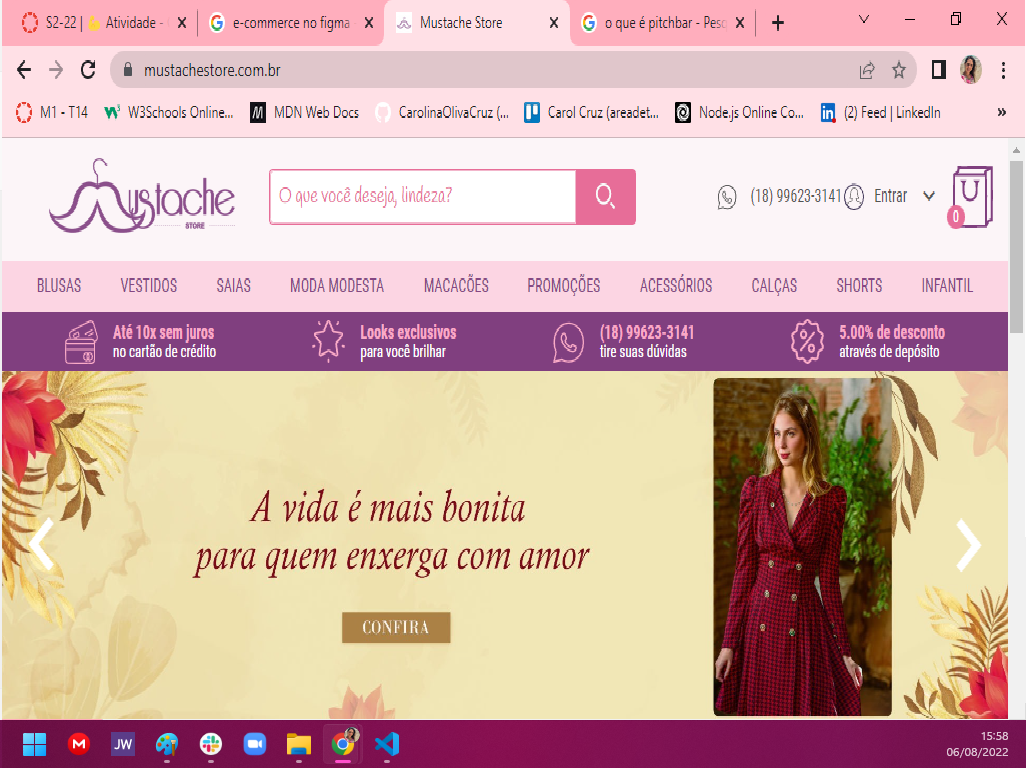 S2-22 | Atividade -
e-commerce no figma -
Mustache Store
o que é pitchbar - Pesq
mustachestore.com.br
M1 - T14
W3Schools Online...
MDN Web Docs
CarolinaOlivaCruz (...
Carol Cruz (areadet...
Node.js Online Co...
(2) Feed | LinkedIn
»
Mustache
STORE
O que você deseja, lindeza?
(18) 99623-3141
Entrar
0
BLUSAS VESTIDOS SAIAS MODA MODESTA MACACÕES PROMOÇÕES ACESSÓRIOS CALÇAS SHORTS INFANTIL
Até 10x sem juros
no cartão de crédito
Looks exclusivos
para você brilhar
(18) 99623-3141
tire suas dúvidas
5.00% de desconto
através de depósito
A vida é mais bonita
para quem enxerga com amor
CONFIRA
JW
15:58
06/08/2022